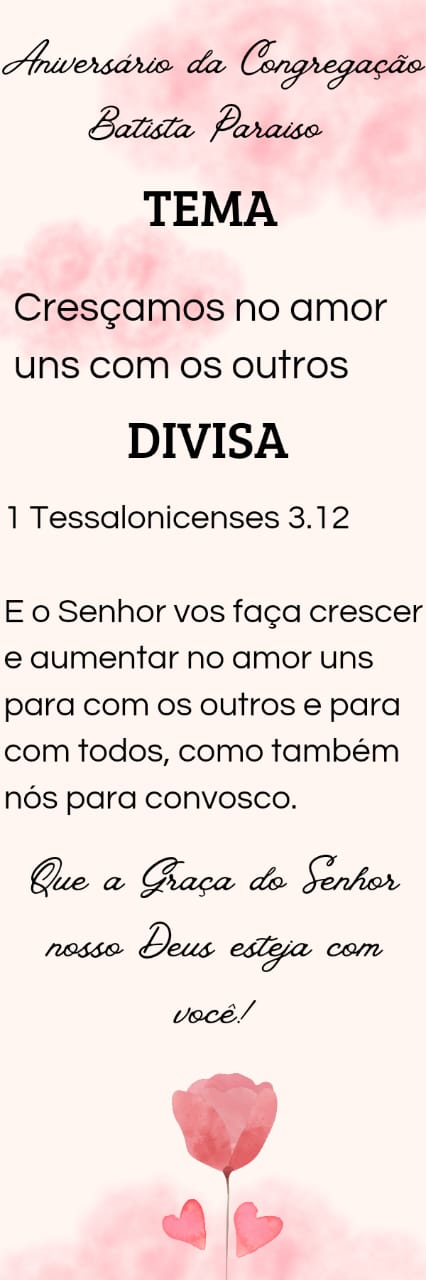 Aniversário da Congregação
Batista Paraiso
TEMA
Cresçamos no amor
uns com os outros
DIVISA
1 Tessalonicenses 3.12
E o Senhor vos faça crescer
e aumentar no amor uns
para com os outros e para
com todos, como também
nós para convosco.
Que a Graça do Senhor
nosso Deus esteja com
você!